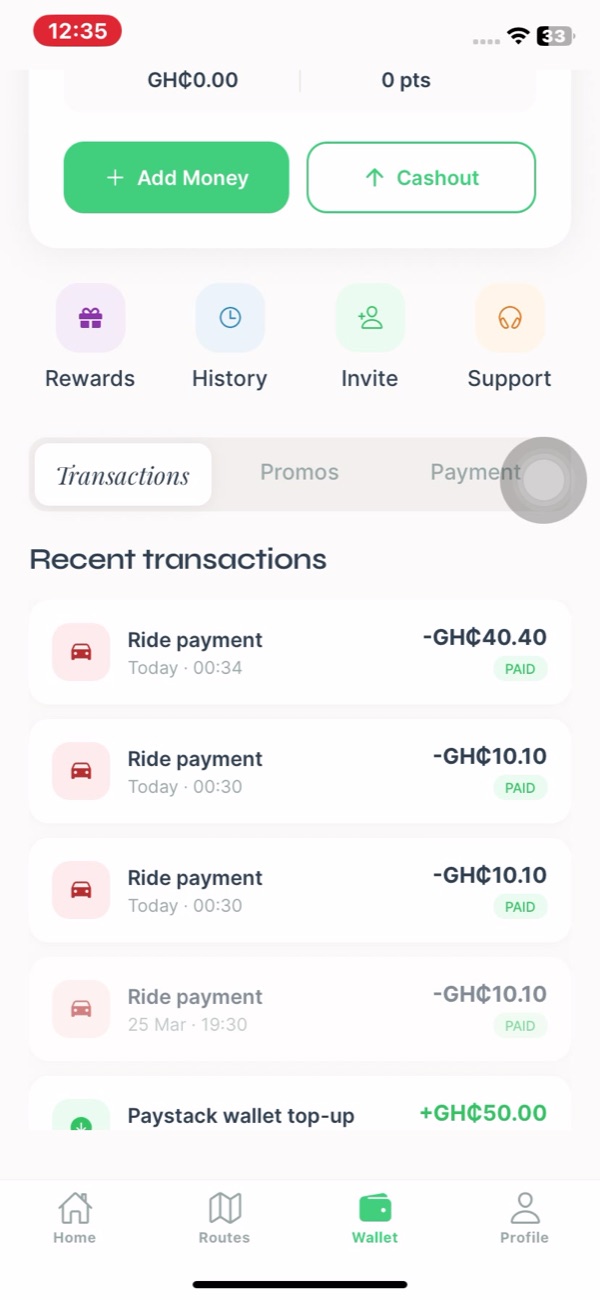 12:35
33
GH₵0.00
0 pts
+ Add Money
↑ Cashout
Rewards
History
Invite
Support
Transactions
Promos
Payment
Recent transactions
Ride payment
-GH₵40.40
Today · 00:34
PAID
Ride payment
-GH₵10.10
Today · 00:30
PAID
Ride payment
-GH₵10.10
Today · 00:30
PAID
Ride payment
-GH₵10.10
25 Mar · 19:30
PAID
Paystack wallet top-up
+GH₵50.00
Home
Routes
Wallet
Profile